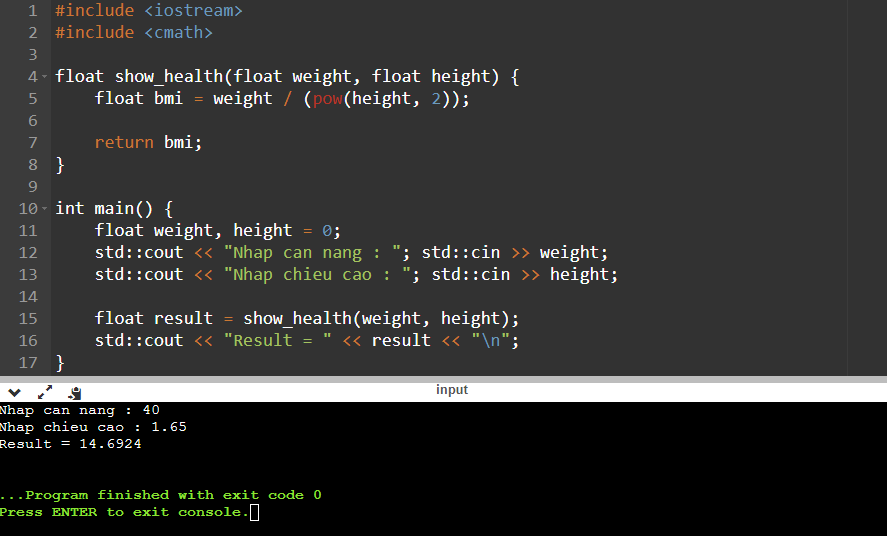 1 #include <iostream>
2 #include <cmath>
3
4 float show_health(float weight, float height) {
5     float bmi = weight / (pow(height, 2));
6
7     return bmi;
8 }
9
10 int main() {
11     float weight, height = 0;
12     std::cout << "Nhap can nang : "; std::cin >> weight;
13     std::cout << "Nhap chieu cao : "; std::cin >> height;
14
15     float result = show_health(weight, height);
16     std::cout << "Result = " << result << "\n";
17 }
input
Nhap can nang : 40
Nhap chieu cao : 1.65
Result = 14.6924
...Program finished with exit code 0
Press ENTER to exit console.